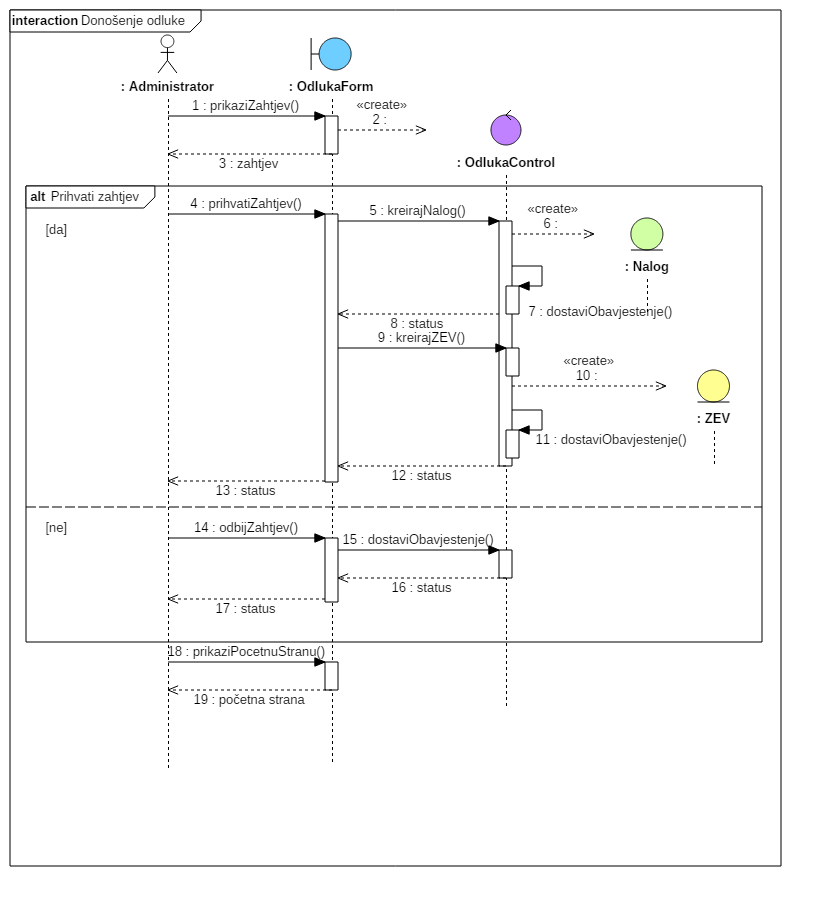 interaction Donošenje odluke
: Administrator
: OdlukaForm
1 : prikaziZahtjev()
«create»
2 :
: OdlukaControl
3 : zahtjev
alt Prihvati zahtjev
4 : prihvatiZahtjev()
5 : kreirajNalog()
«create»
6 :
[da]
: Nalog
7 : dostaviObavjestenje()
8 : status
9 : kreirajZEV()
«create»
10 :
: ZEV
11 : dostaviObavjestenje()
12 : status
13 : status
[ne]
14 : odbijZahtjev()
15 : dostaviObavjestenje()
16 : status
17 : status
18 : prikaziPocetnuStranu()
19 : početna strana